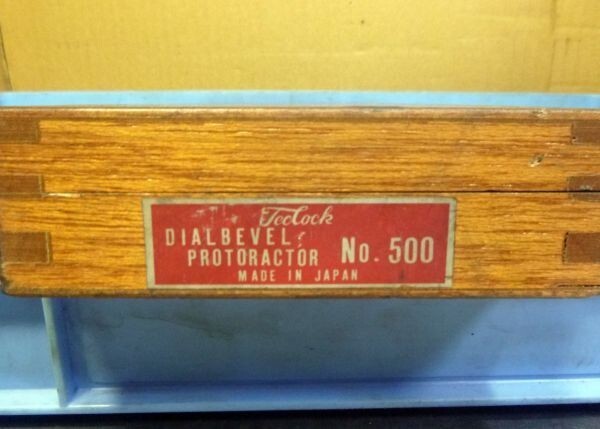 Teclock
DIALBEVEL
PROTORACTOR No. 500
MADE IN JAPAN